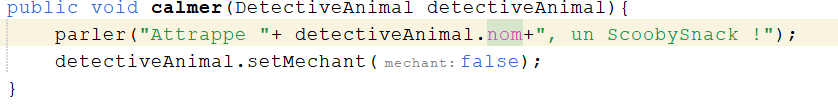 public void calmer(DetectiveAnimal detectiveAnimal){
parler("Attrappe "+ detectiveAnimal.nom+", un ScoobySnack !");
detectiveAnimal.setMechant( mechant: false);
}